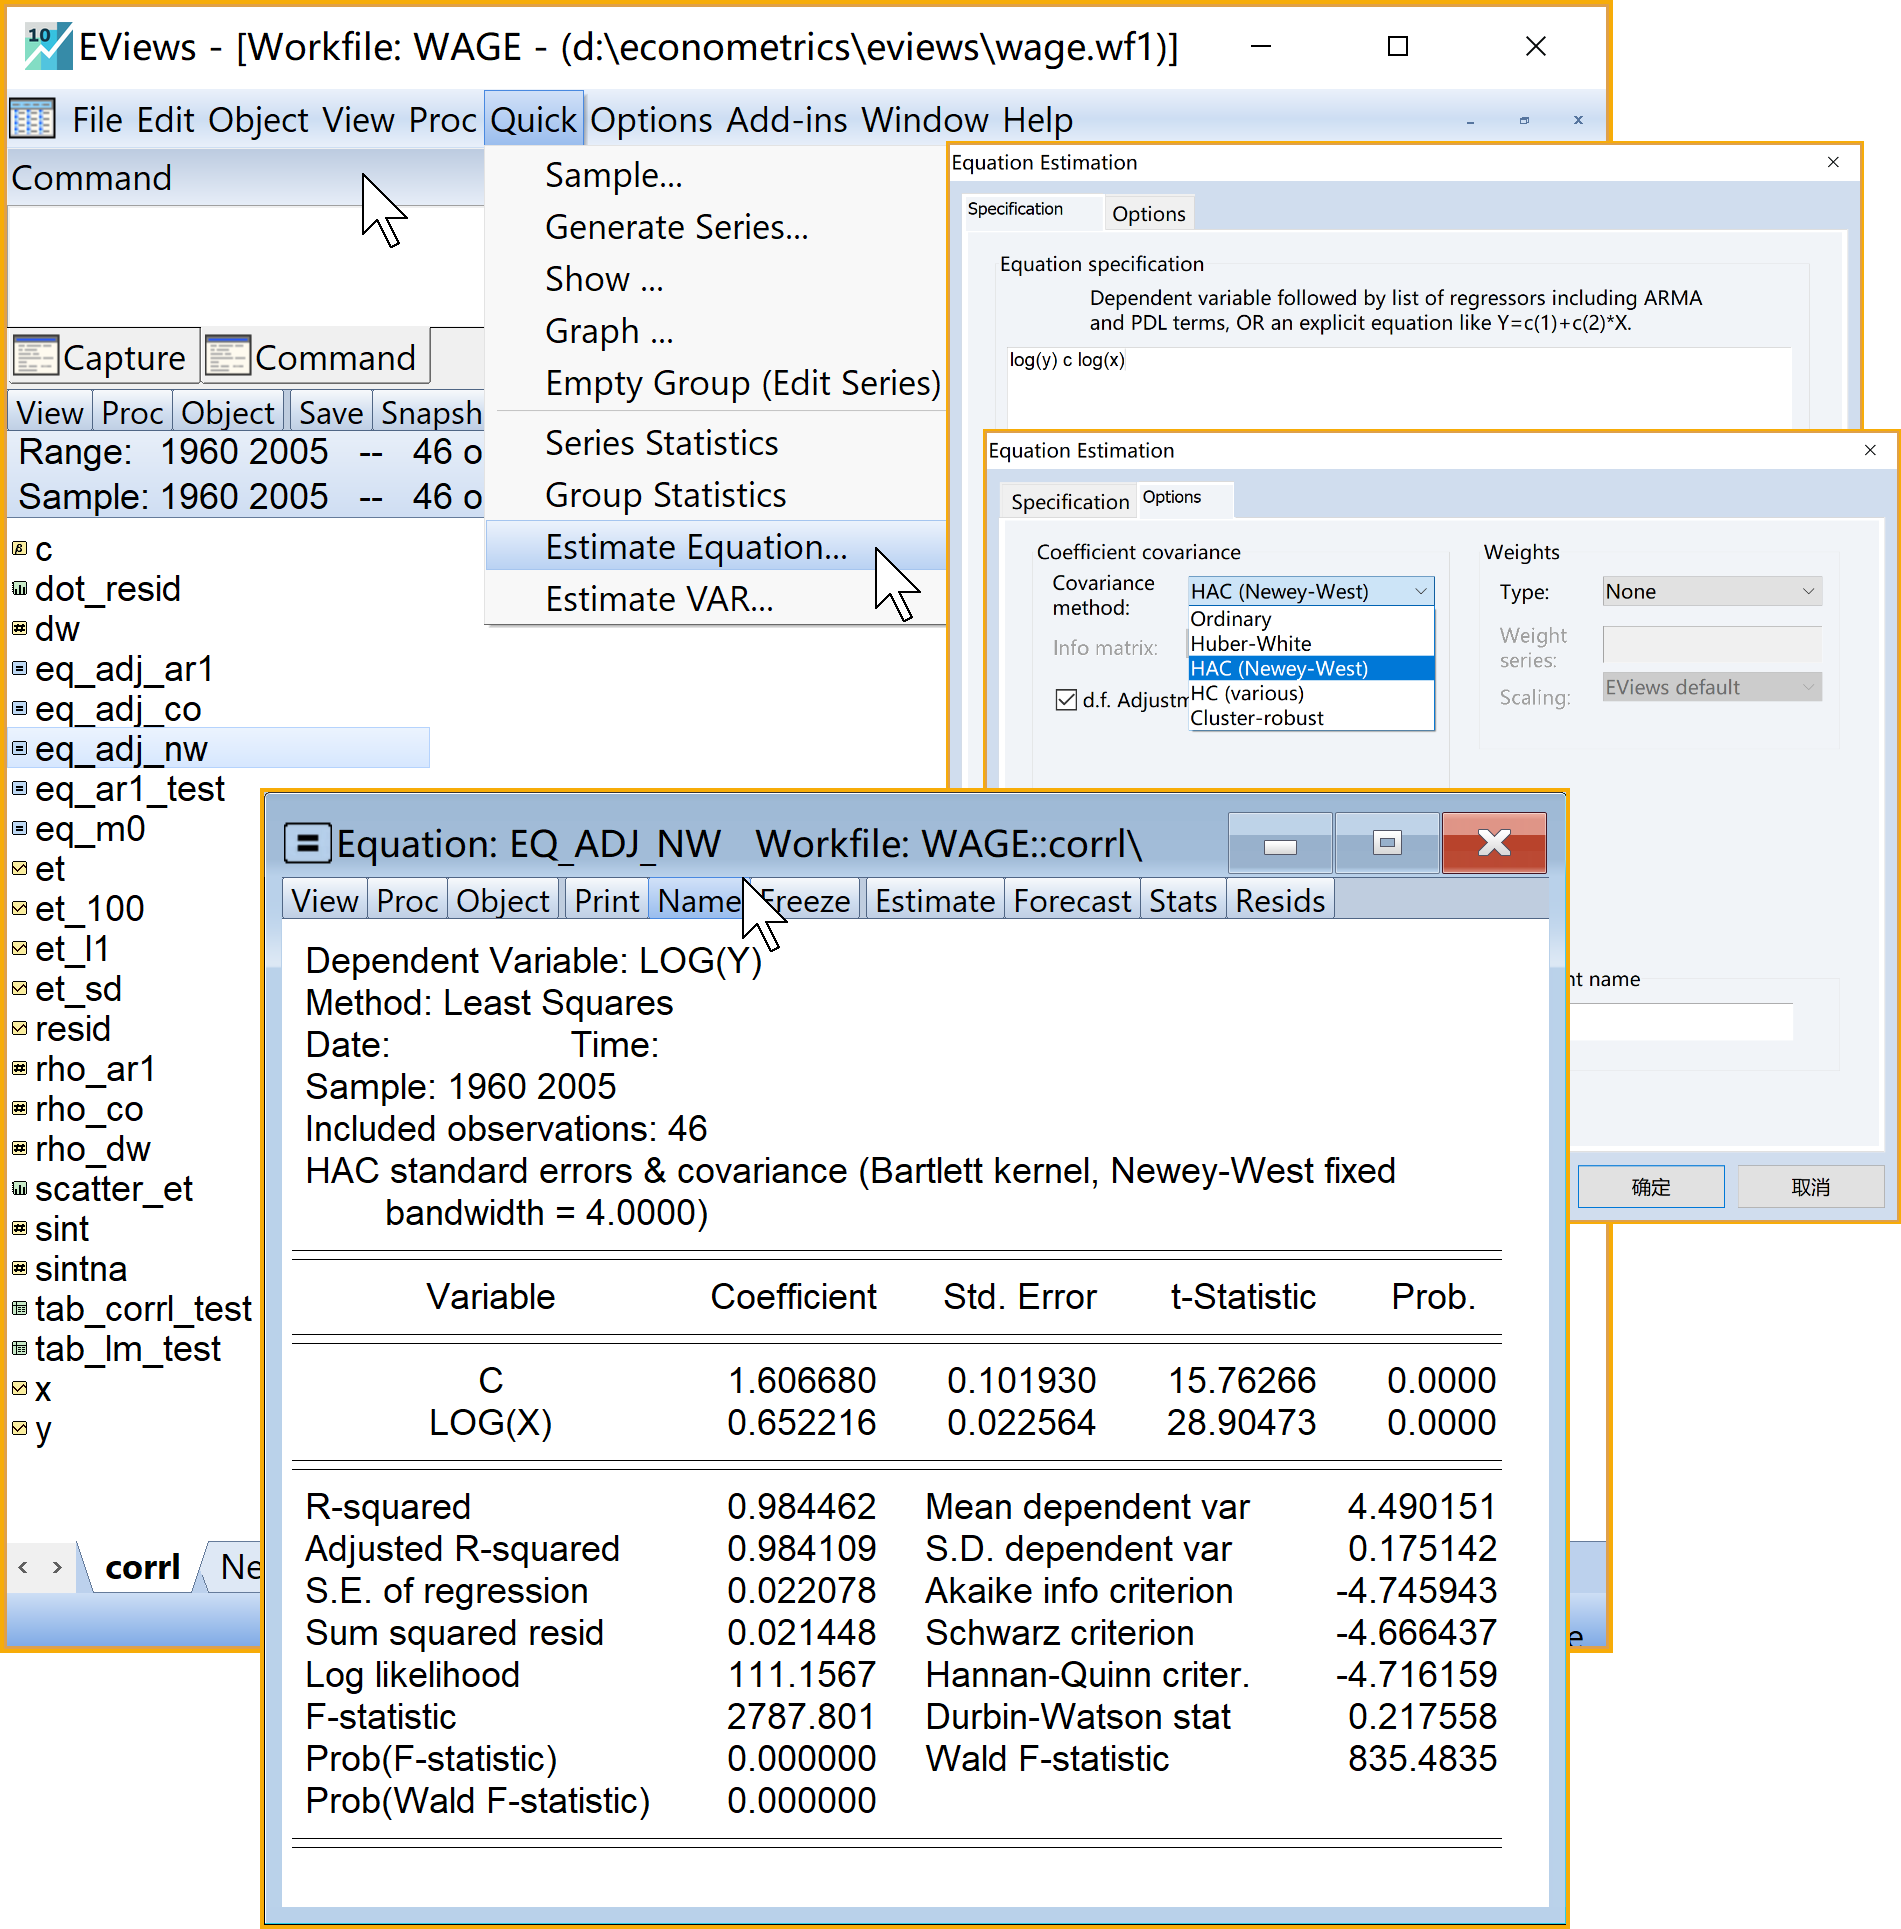 EViews - [Workfile: WAGE - (d:\econometrics\eviews\wage.wf1)]
File Edit Object View Proc Quick Options Add-ins Window Help
Command
Sample...
Generate Series...
Show ...
Graph ...
Empty Group (Edit Series)
Series Statistics
Group Statistics
Estimate Equation...
Estimate VAR...
Capture Command
View Proc Object Save Snapsh
Range: 1960 2005 -- 46 o
Sample: 1960 2005 -- 46 o
c
dot_resid
dw
eq_adj_ar1
eq_adj_co
eq_adj_nw
eq_ar1_test
eq_m0
et
et_100
et_l1
et_sd
resid
rho_ar1
rho_co
rho_dw
scatter_et
sint
sintna
tab_corrl_test
tab_lm_test
x
y
corrl Ne
Equation Estimation
Specification Options
Equation specification
Dependent variable followed by list of regressors including ARMA
and PDL terms, OR an explicit equation like Y=c(1)+c(2)*X.
log(y) c log(x)
Equation Estimation
Specification Options
Coefficient covariance
Covariance
method:
HAC (Newey-West)
Ordinary
Huber-White
HAC (Newey-West)
HC (various)
Cluster-robust
Info matrix:
d.f. Adjustm
Weights
Type: None
Weight
series:
Scaling: EViews default
nt name
确定 取消
Equation: EQ_ADJ_NW Workfile: WAGE::corrl\
View Proc Object Print Name Freeze Estimate Forecast Stats Resids
Dependent Variable: LOG(Y)
Method: Least Squares
Date: Time:
Sample: 1960 2005
Included observations: 46
HAC standard errors & covariance (Bartlett kernel, Newey-West fixed
bandwidth = 4.0000)
Variable Coefficient Std. Error t-Statistic Prob.
C 1.606680 0.101930 15.76266 0.0000
LOG(X) 0.652216 0.022564 28.90473 0.0000
R-squared 0.984462 Mean dependent var 4.490151
Adjusted R-squared 0.984109 S.D. dependent var 0.175142
S.E. of regression 0.022078 Akaike info criterion -4.745943
Sum squared resid 0.021448 Schwarz criterion -4.666437
Log likelihood 111.1567 Hannan-Quinn criter. -4.716159
F-statistic 2787.801 Durbin-Watson stat 0.217558
Prob(F-statistic) 0.000000 Wald F-statistic 835.4835
Prob(Wald F-statistic) 0.000000